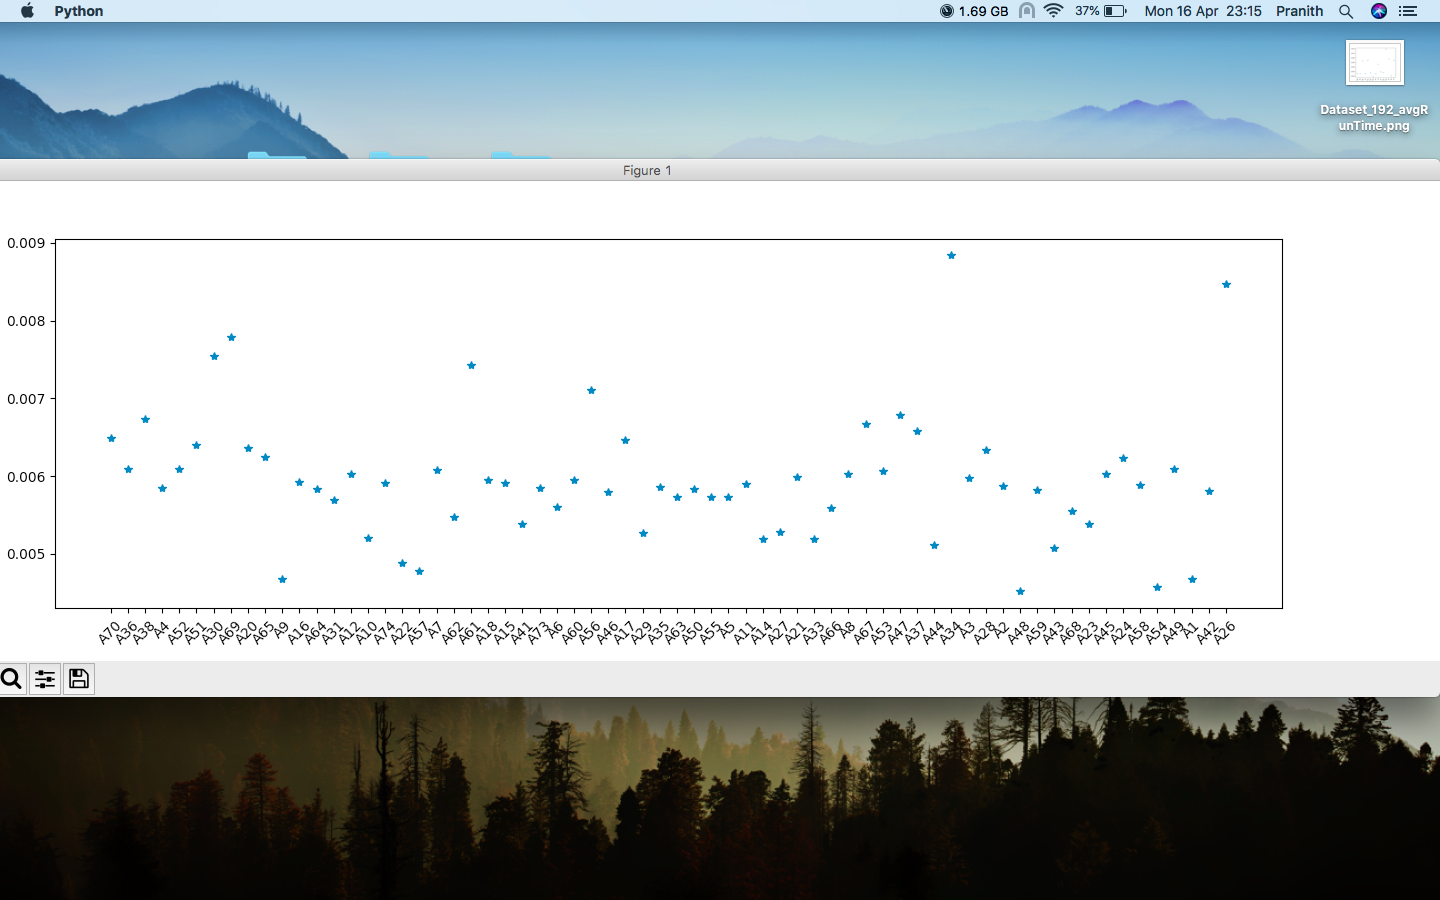 Python 1.69 GB 37% Mon 16 Apr 23:15 Pranith
Dataset_192_avgR
unTime.png
Figure 1
0.009
0.008
0.007
0.006
0.005
A70 A36 A38 A4 A52 A51 A30 A69 A20 A65 A9 A16 A64 A31 A12 A10 A74 A22 A57 A7 A62 A61 A18 A15 A41 A73 A6 A60 A56 A46 A17 A29 A35 A63 A50 A55 A5 A11 A14 A27 A21 A33 A66 A8 A67 A53 A47 A37 A44 A34 A3 A28 A2 A48 A59 A43 A68 A23 A45 A24 A58 A54 A49 A1 A42 A26